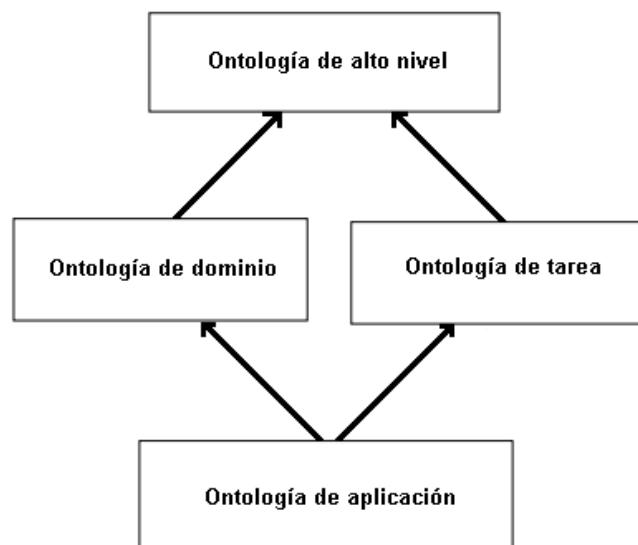 Ontología de alto nivel
Ontología de dominio
Ontología de tarea
Ontología de aplicación